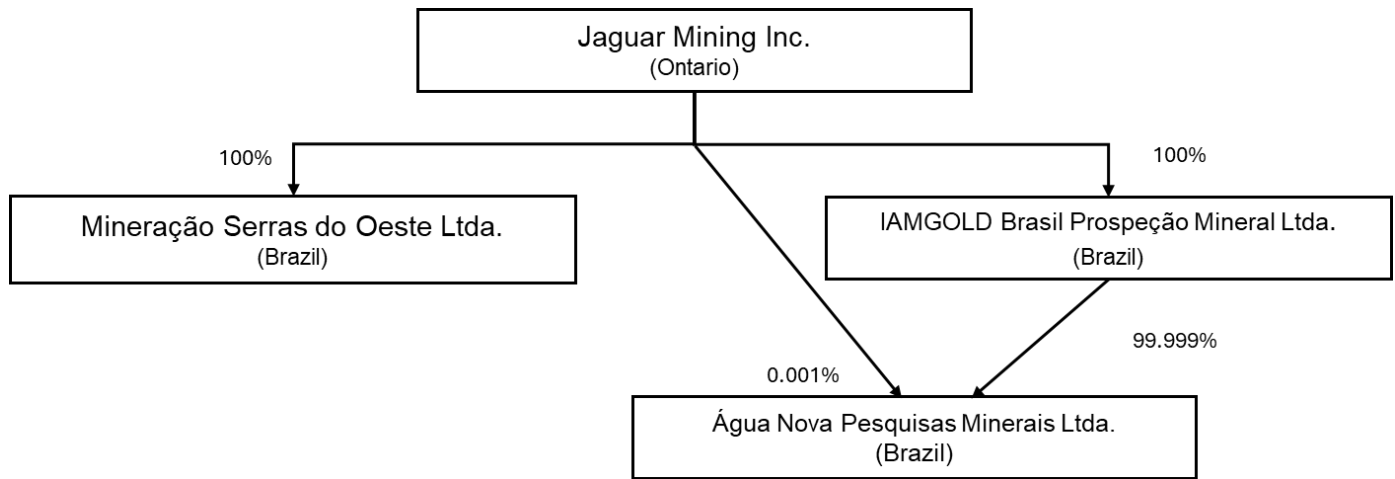 Jaguar Mining Inc.
(Ontario)
100%
100%
Mineração Serras do Oeste Ltda.
(Brazil)
IAMGOLD Brasil Prospeção Mineral Ltda.
(Brazil)
99.999%
0.001%
Água Nova Pesquisas Minerais Ltda.
(Brazil)